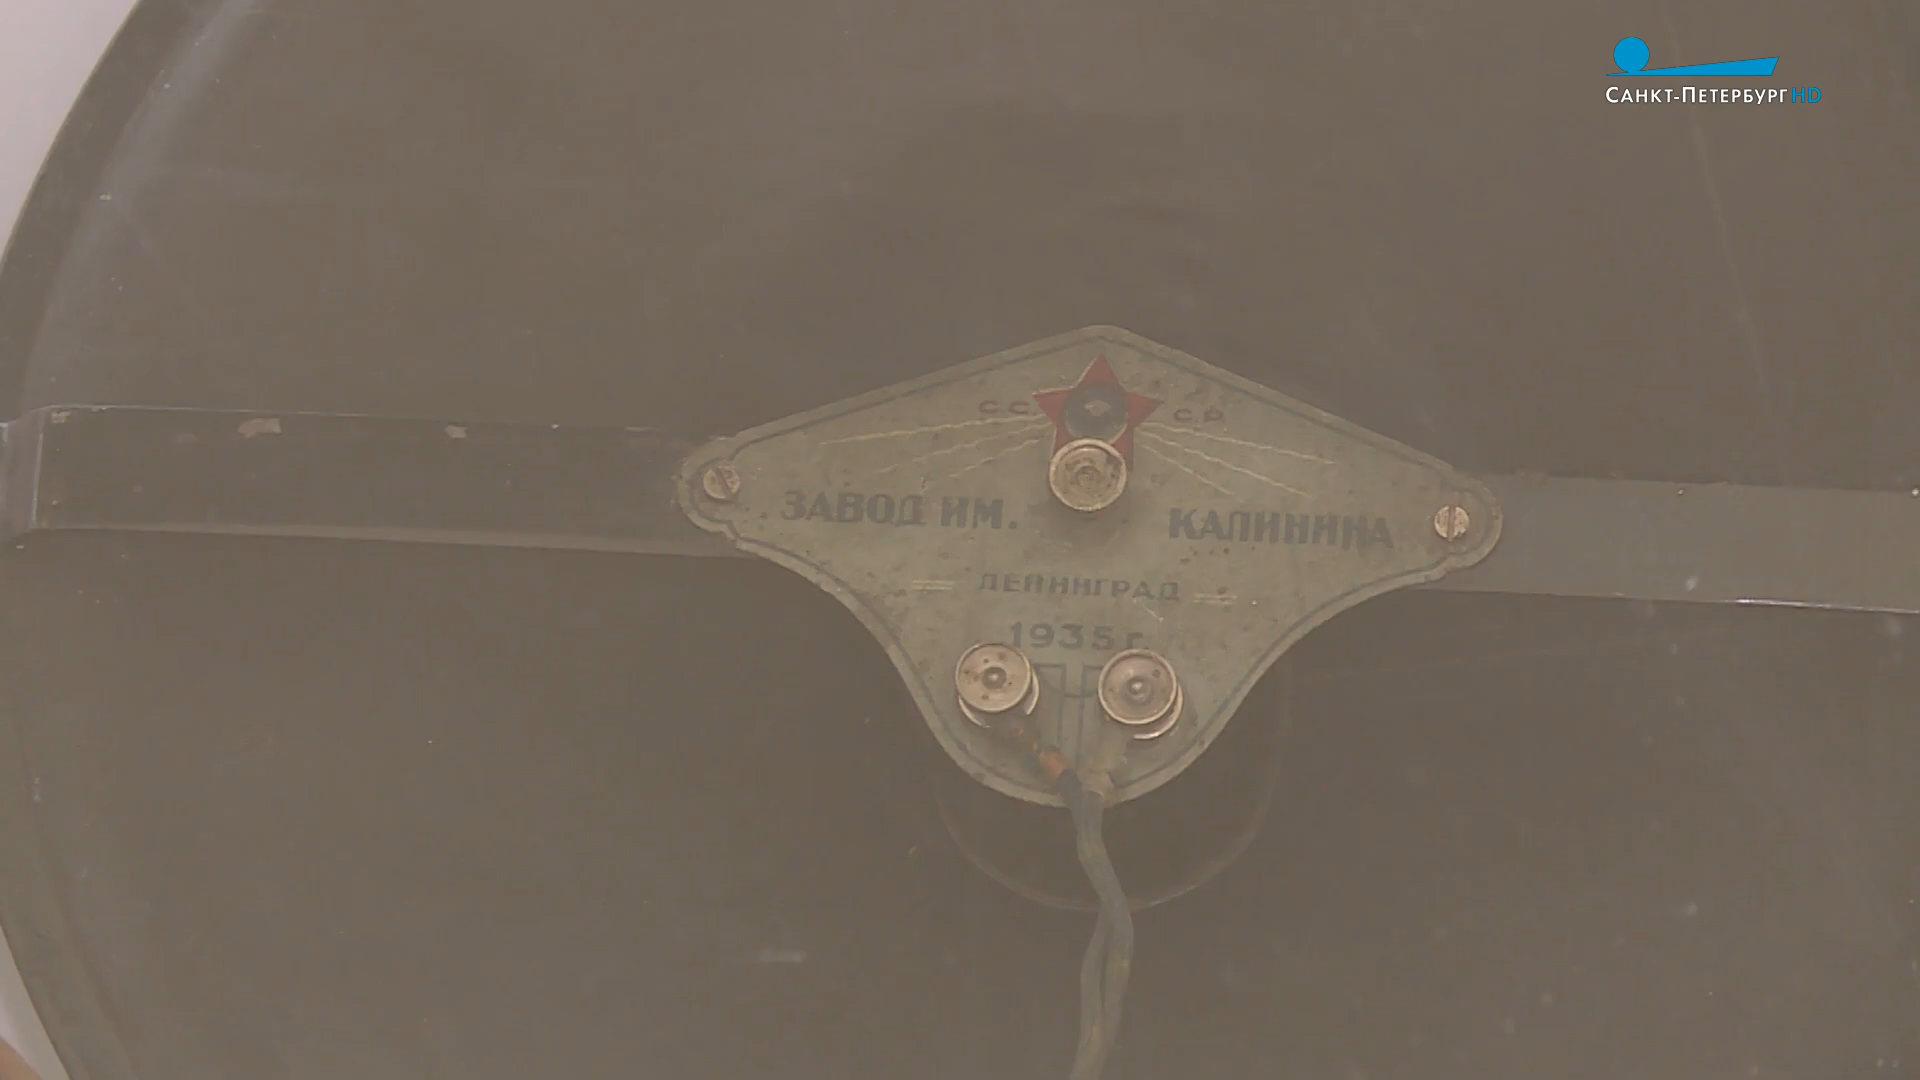 САНКТ-ПЕТЕРБУРГ HD
С.С. С.Р.
ЗАВОД ИМ. КАЛИНИНА
ЛЕНИНГРАД
1935 г.